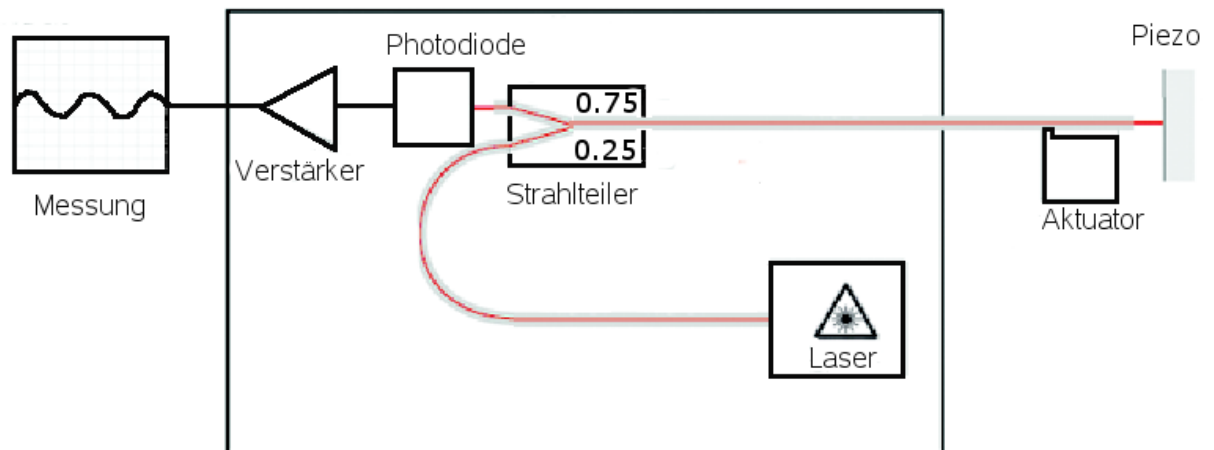 Photodiode
Piezo
0.75
0.25
Verstärker
Strahlteiler
Messung
Aktuator
Laser